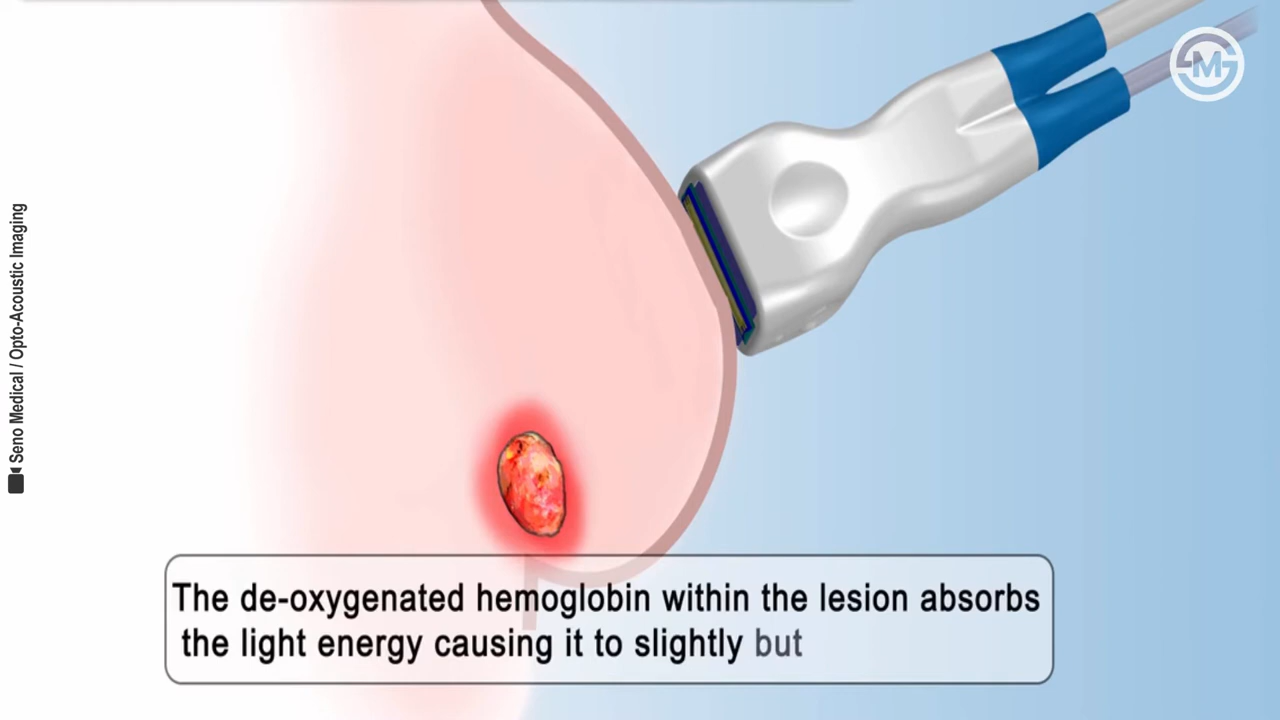 Seno Medical / Opto-Acoustic Imaging
The de-oxygenated hemoglobin within the lesion absorbs
the light energy causing it to slightly but